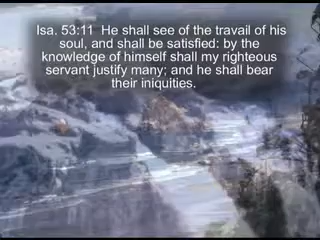 Isa. 53:11 He shall see of the travail of his
soul, and shall be satisfied: by the
knowledge of himself shall my righteous
servant justify many; and he shall bear
their iniquities.